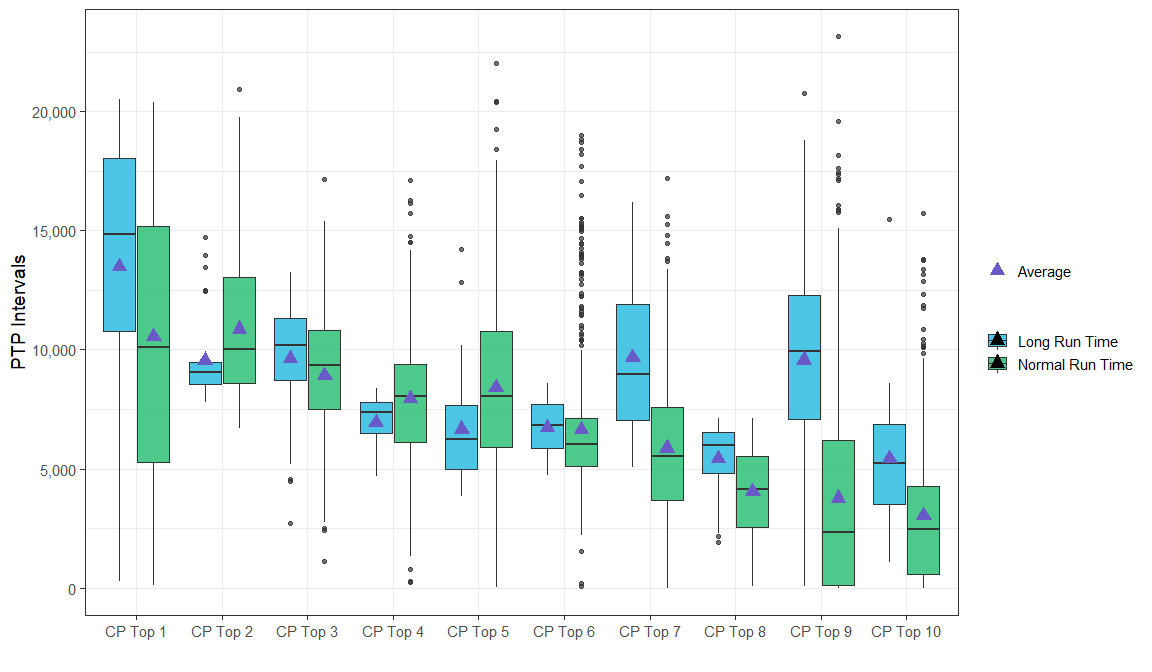 PTP Intervals
20,000
15,000
10,000
5,000
0
CP Top 1 CP Top 2 CP Top 3 CP Top 4 CP Top 5 CP Top 6 CP Top 7 CP Top 8 CP Top 9 CP Top 10
Average
Long Run Time
Normal Run Time